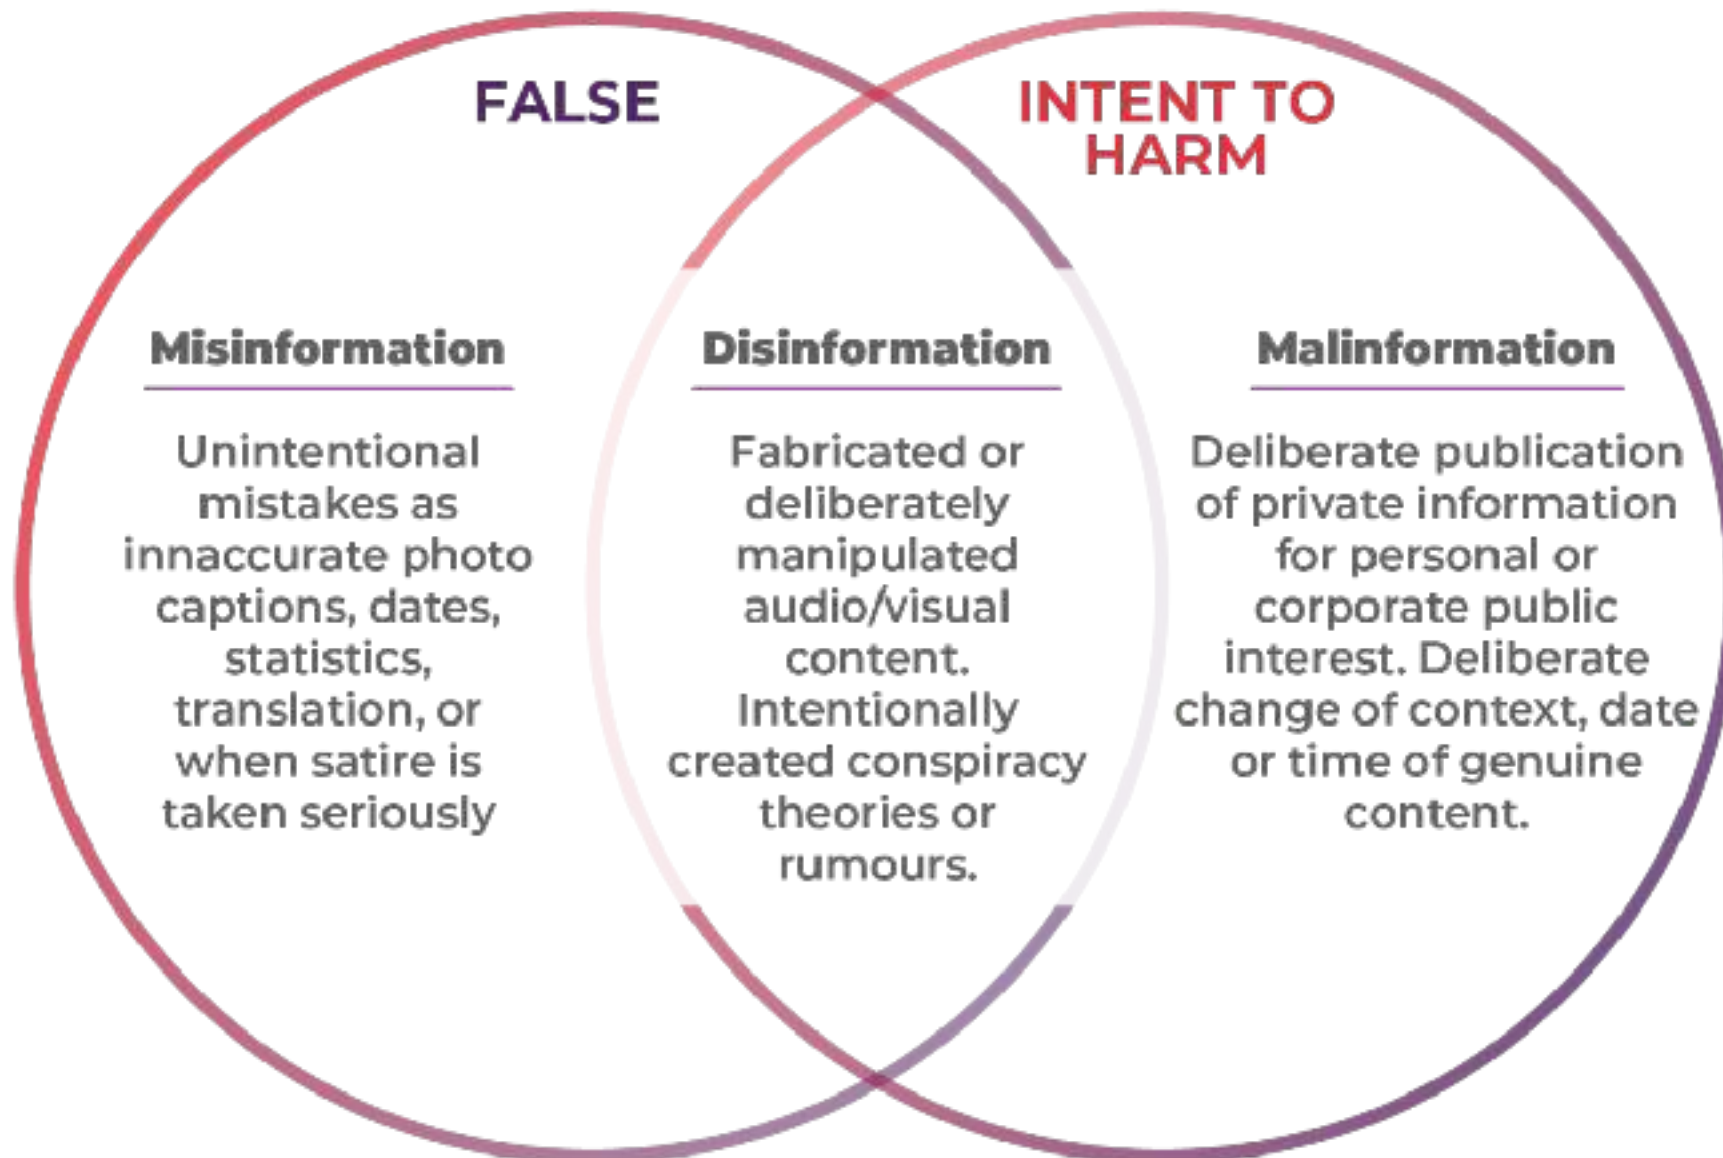 FALSE
INTENT TO
HARM
Misinformation
Unintentional
mistakes as
innaccurate photo
captions, dates,
statistics,
translation, or
when satire is
taken seriously
Disinformation
Fabricated or
deliberately
manipulated
audio/visual
content.
Intentionally
created conspiracy
theories or
rumours.
Malinformation
Deliberate publication
of private information
for personal or
corporate public
interest. Deliberate
change of context, date
or time of genuine
content.